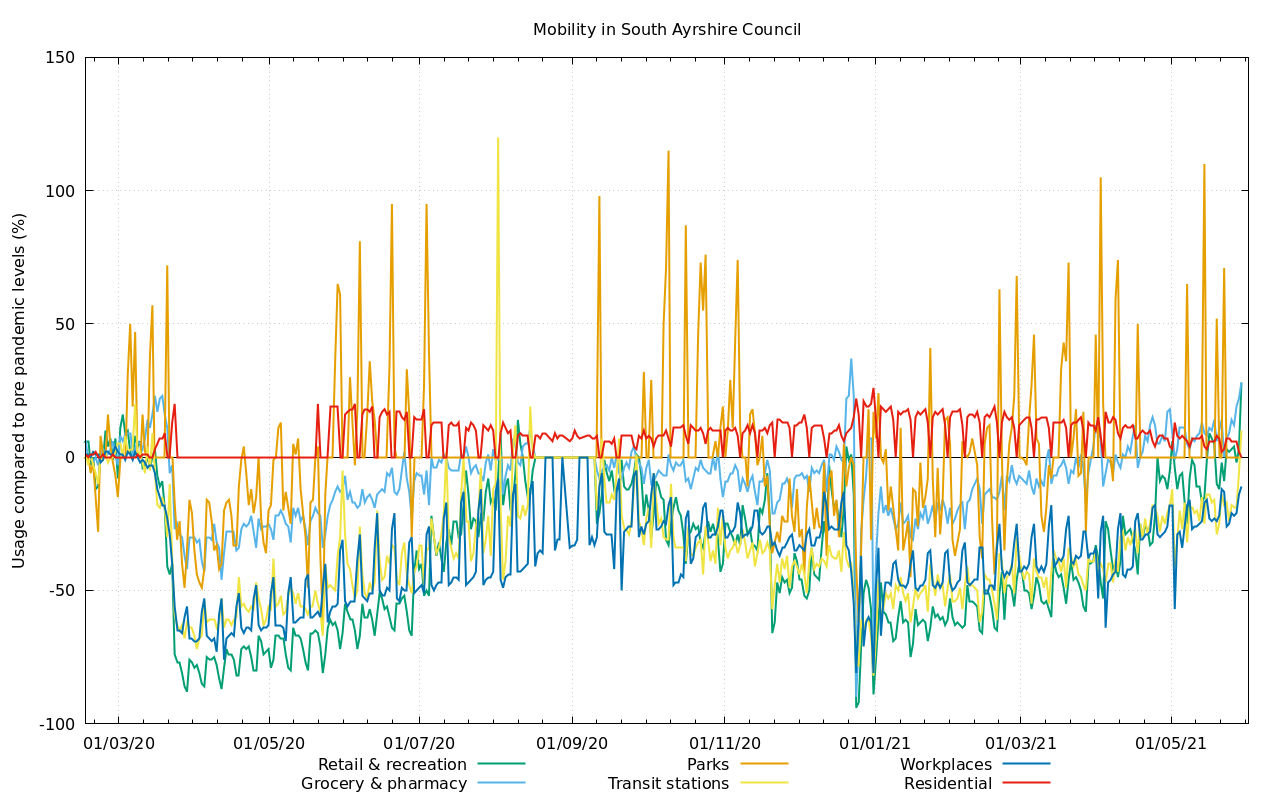 Mobility in South Ayrshire Council
Usage compared to pre pandemic levels (%)
150
100
50
0
-50
-100
01/03/20 01/05/20 01/07/20 01/09/20 01/11/20 01/01/21 01/03/21 01/05/21
Retail & recreation Parks Workplaces
Grocery & pharmacy Transit stations Residential